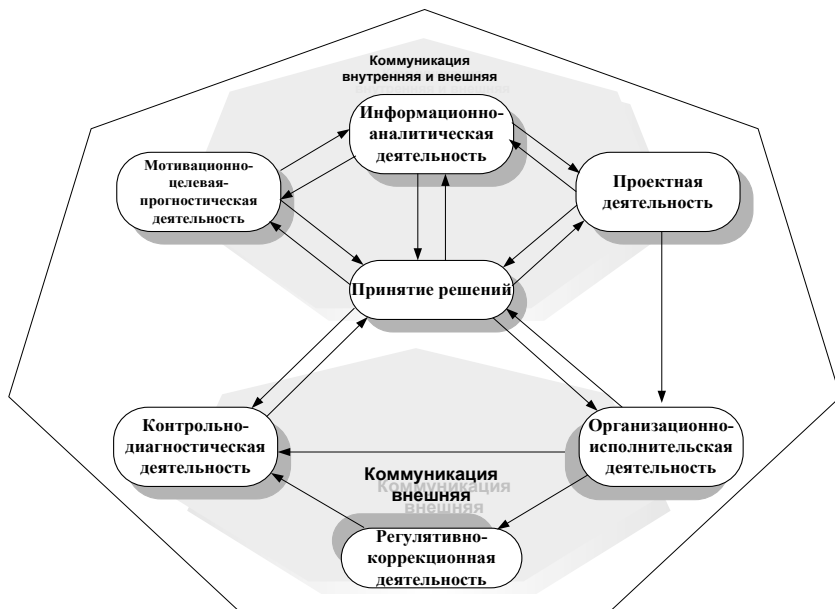 Коммуникация
внутренняя и внешняя
Информационно-
аналитическая
деятельность
Мотивационно-
целевая-
прогностическая
деятельность
Проектная
деятельность
Принятие решений
Контрольно-
диагностическая
деятельность
Организационно-
исполнительская
деятельность
Коммуникация
внешняя
Регулятивно-
коррекционная
деятельность